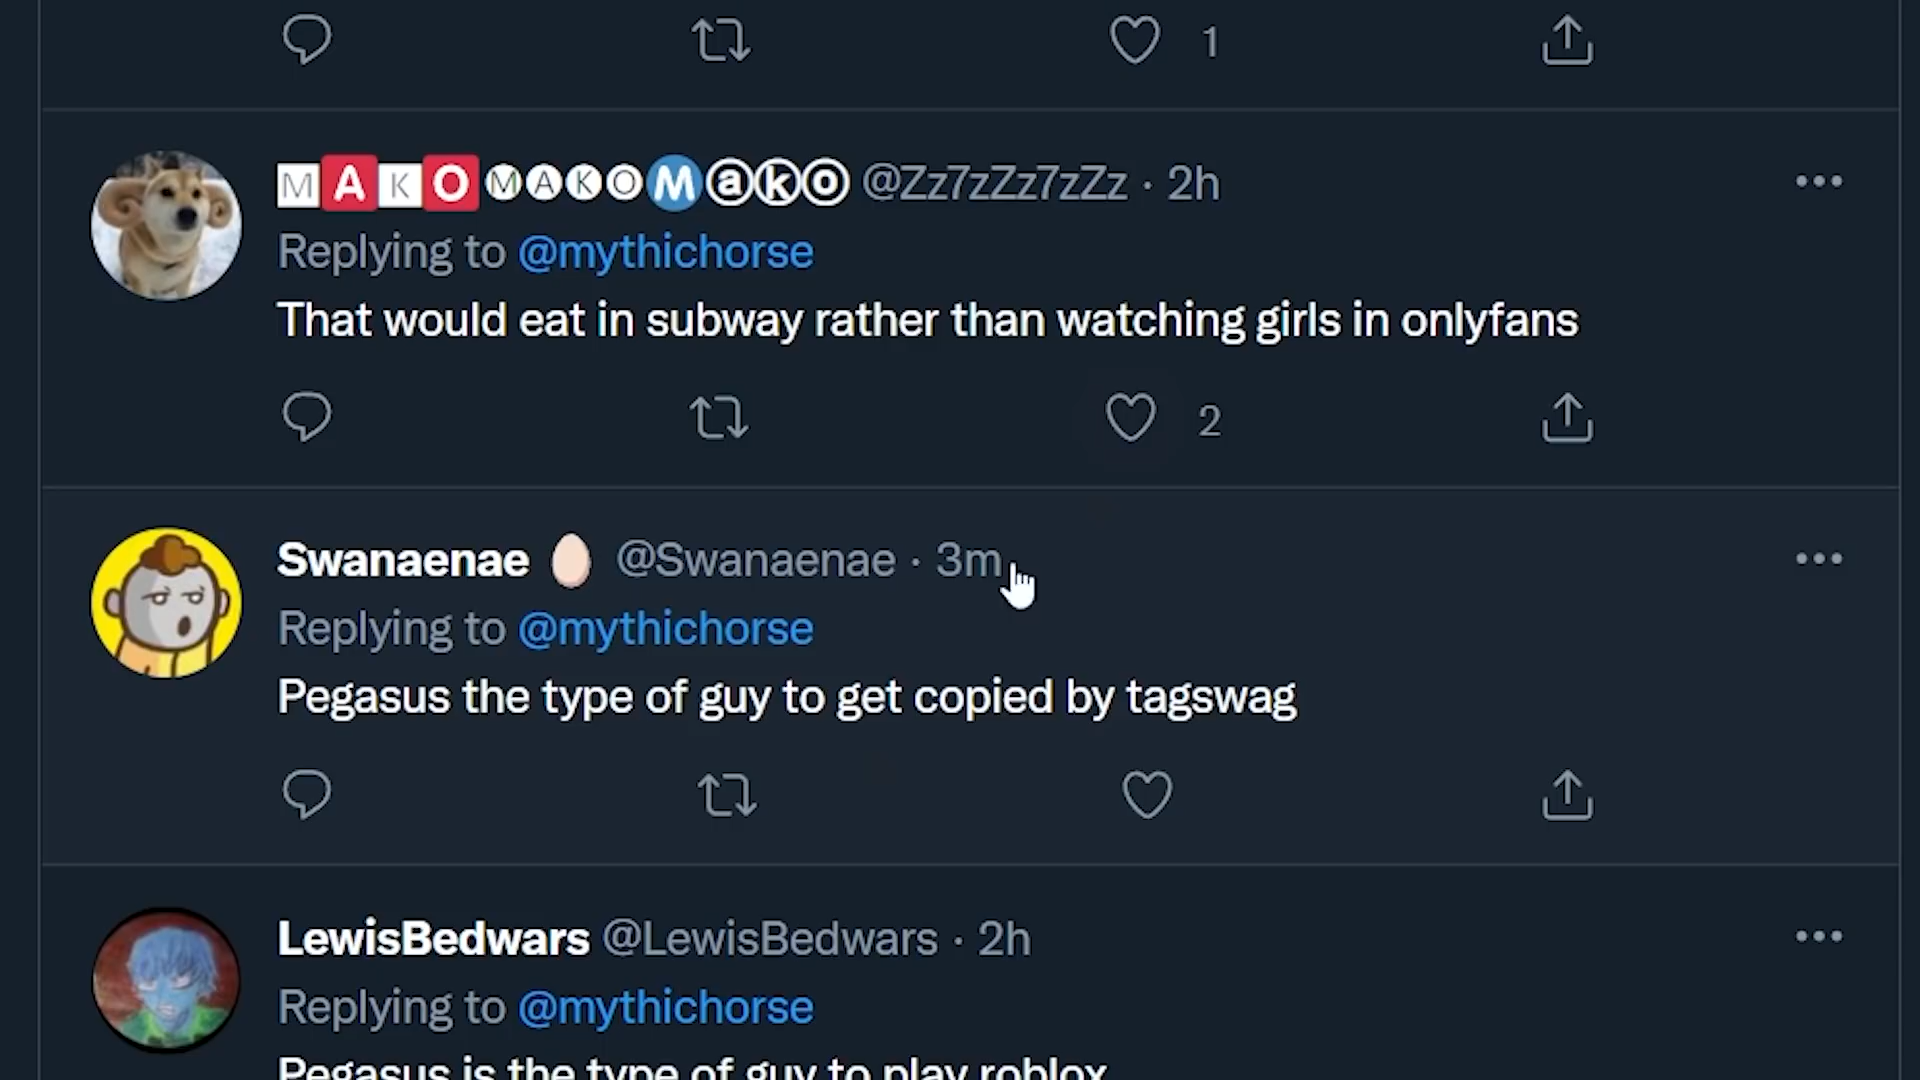 1
🄼🅰🄺🅾ⓂⒶⓀⓄⓂⓐⓚⓞ @Zz7zZz7zZz · 2h
Replying to @mythichorse
That would eat in subway rather than watching girls in onlyfans
2
Swanaenae 🥚 @Swanaenae · 3m
Replying to @mythichorse
Pegasus the type of guy to get copied by tagswag
LewisBedwars @LewisBedwars · 2h
Replying to @mythichorse
Pegasus is the type of guy to play roblox